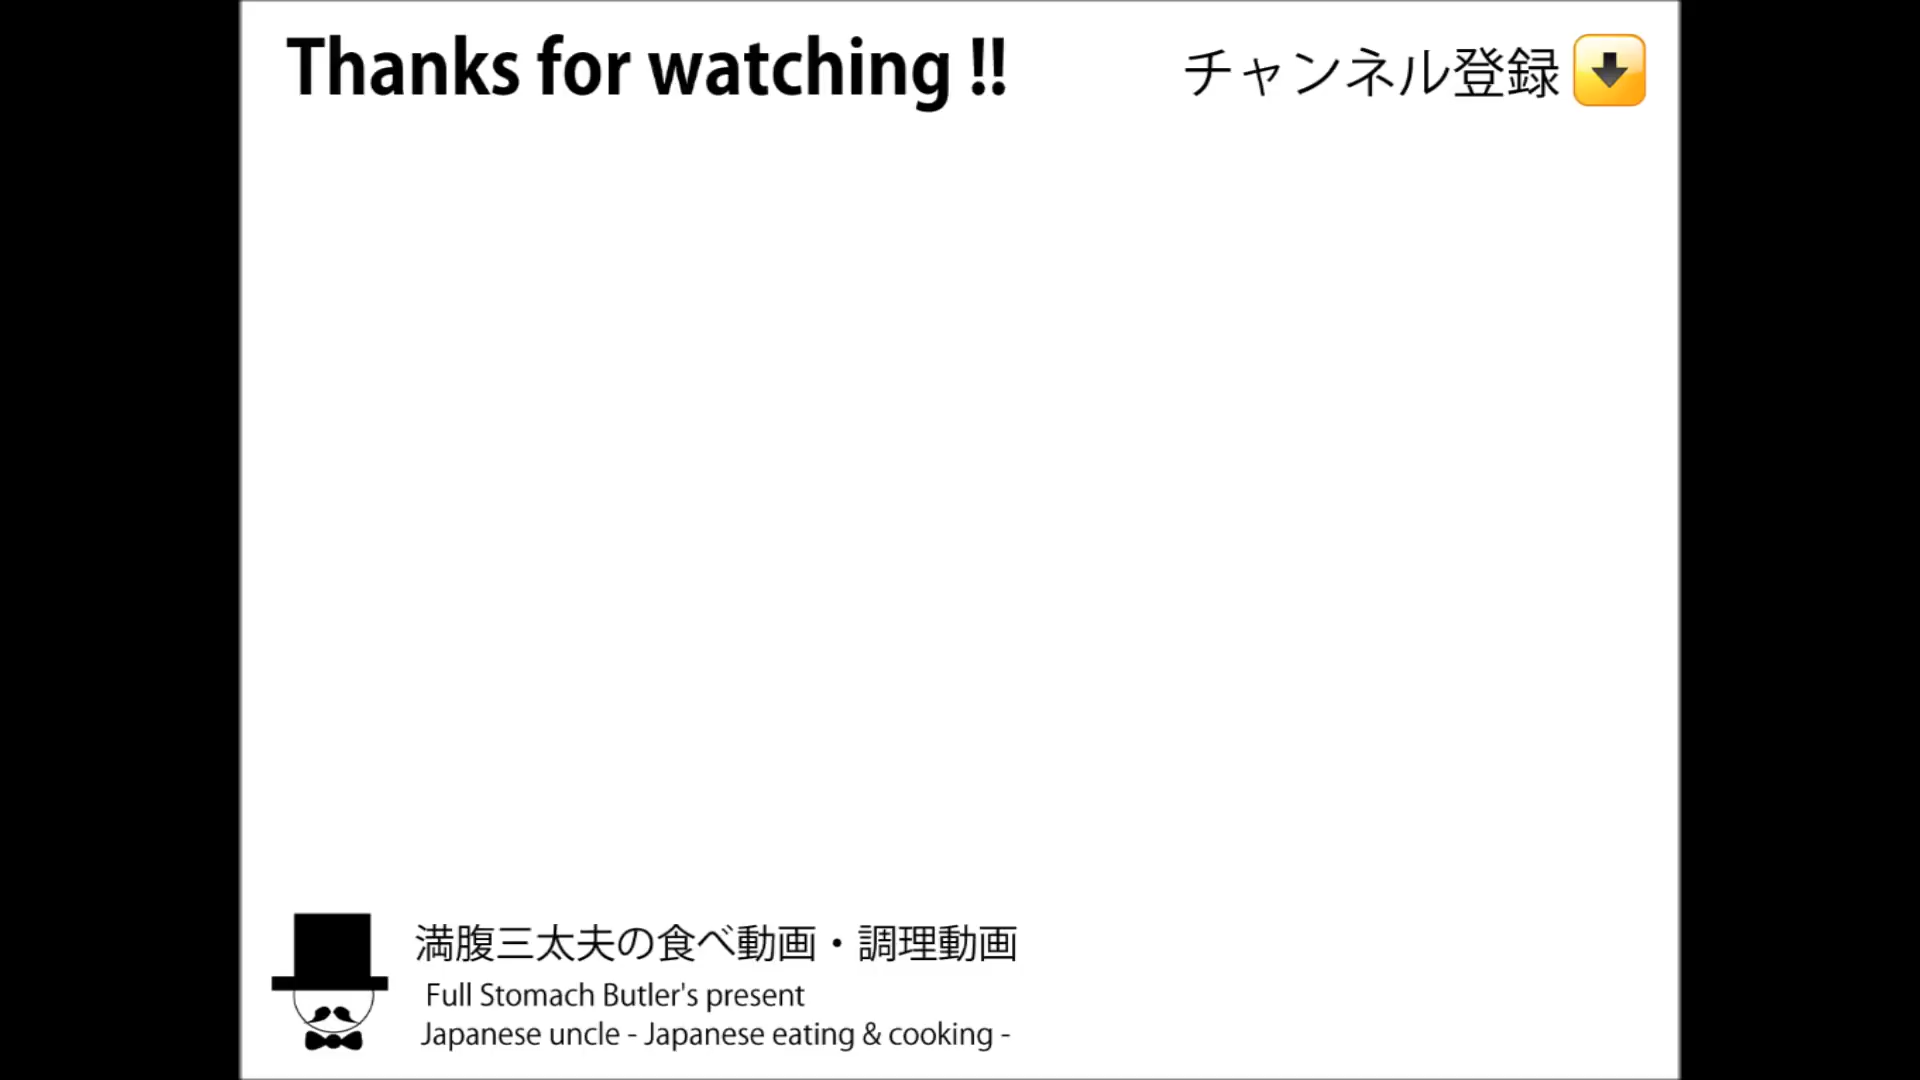 Thanks for watching !!
チャンネル登録
満腹三太夫の食べ動画・調理動画
Full Stomach Butler's present
Japanese uncle - Japanese eating & cooking -